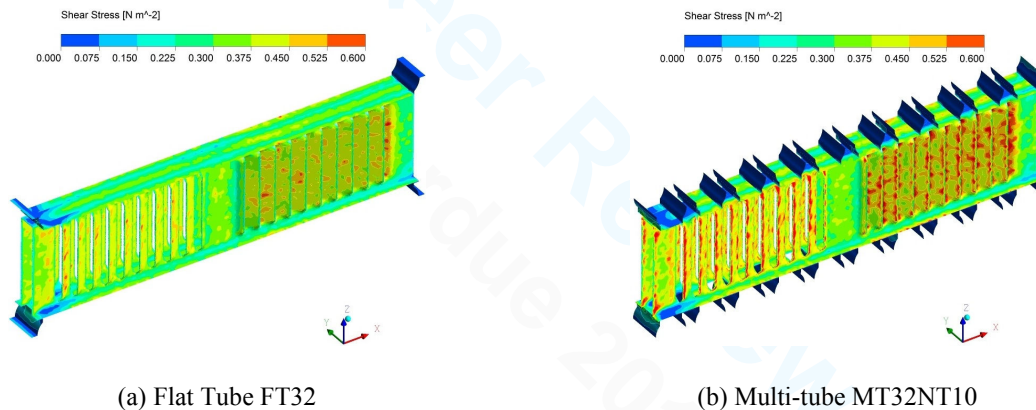 Shear Stress [N m^-2]
0.000 0.075 0.150 0.225 0.300 0.375 0.450 0.525 0.600
Z
Y X
(a) Flat Tube FT32
Shear Stress [N m^-2]
0.000 0.075 0.150 0.225 0.300 0.375 0.450 0.525 0.600
Z
Y X
(b) Multi-tube MT32NT10